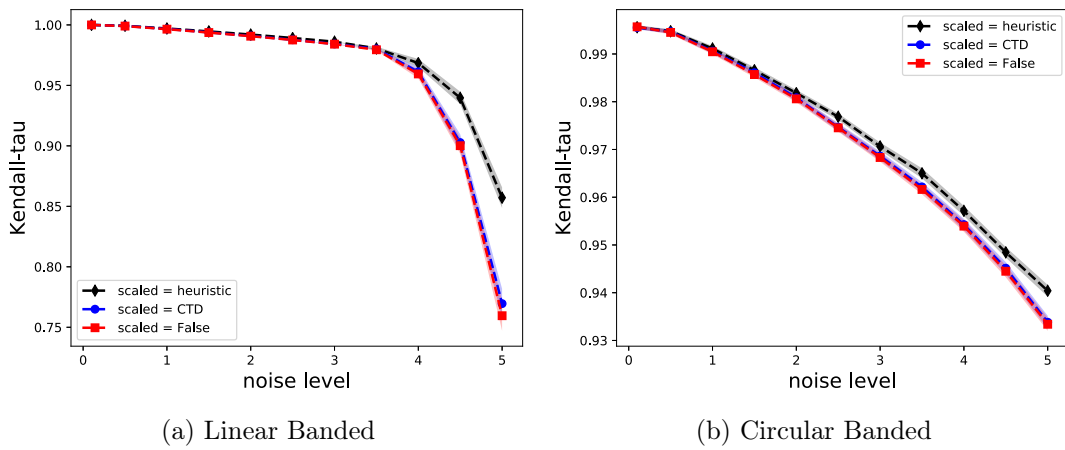 1.00
0.95
0.90
0.85
0.80
0.75
Kendall-tau
scaled = heuristic
scaled = CTD
scaled = False
0 1 2 3 4 5
noise level
(a) Linear Banded
0.99
0.98
0.97
0.96
0.95
0.94
0.93
Kendall-tau
scaled = heuristic
scaled = CTD
scaled = False
0 1 2 3 4 5
noise level
(b) Circular Banded